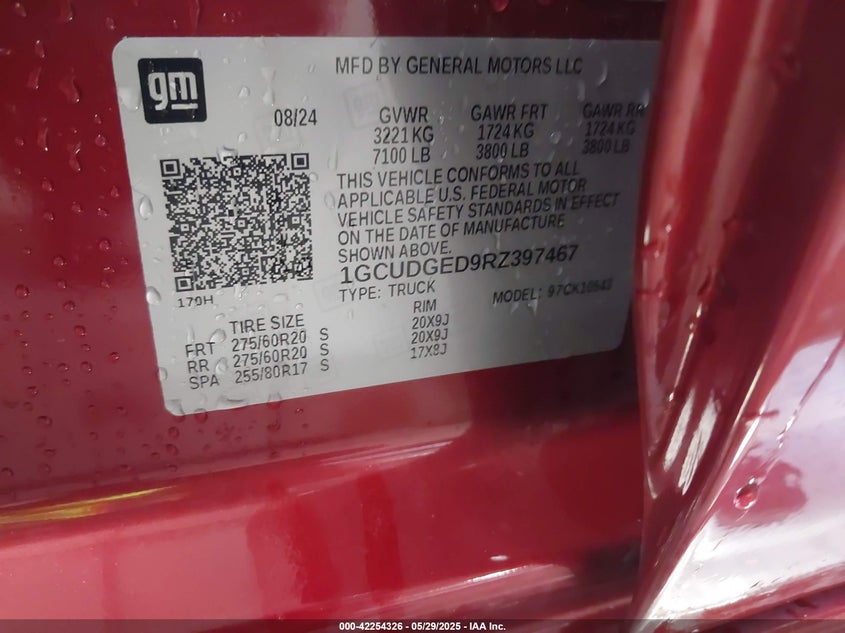 gm
MFD BY GENERAL MOTORS LLC
08/24 GVWR GAWR FRT GAWR RR
3221 KG 1724 KG 1724 KG
7100 LB 3800 LB 3800 LB
THIS VEHICLE CONFORMS TO ALL
APPLICABLE U.S. FEDERAL MOTOR
VEHICLE SAFETY STANDARDS IN EFFECT
ON THE DATE OF MANUFACTURE
SHOWN ABOVE.
1GCUDGED9RZ397467
179H TYPE: TRUCK MODEL: 97CK10543
TIRE SIZE RIM
FRT 275/60R20 S 20X9J
RR 275/60R20 S 20X9J
SPA 255/80R17 S 17X8J
000-42254326 - 05/29/2025 - IAA Inc.